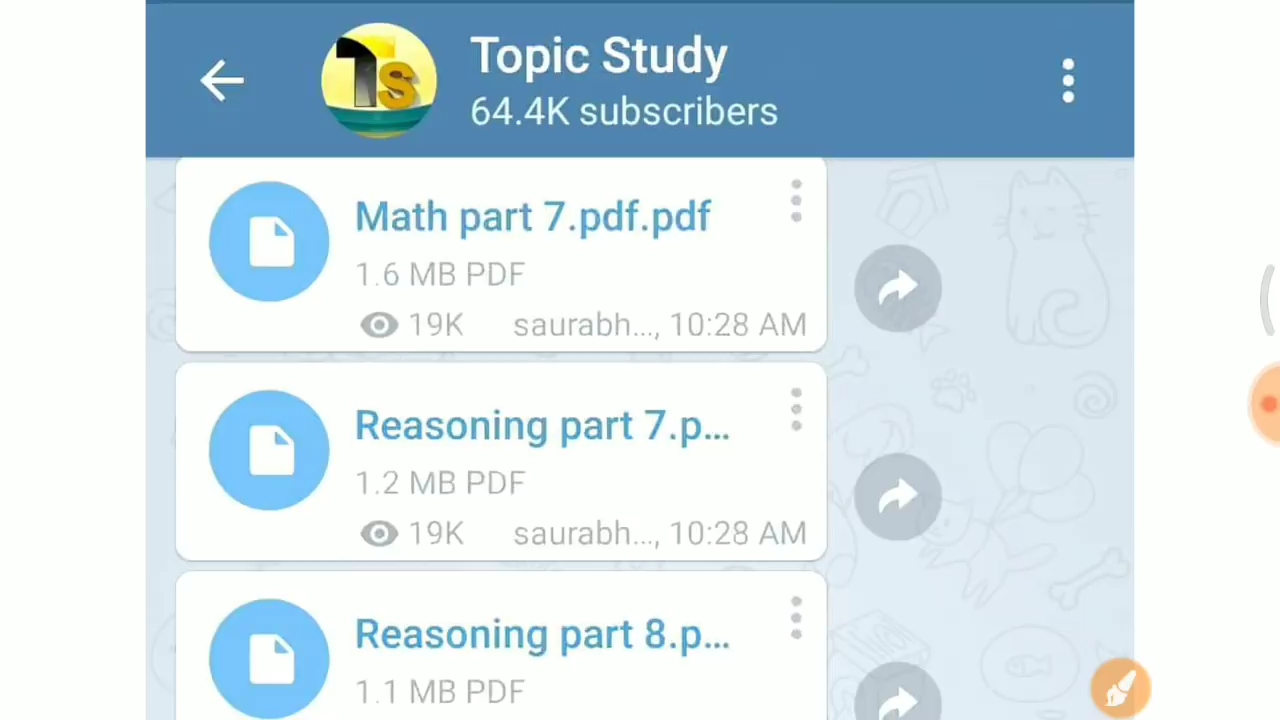 Topic Study
64.4K subscribers
Ts
Math part 7.pdf.pdf
1.6 MB PDF
19K saurabh..., 10:28 AM
Reasoning part 7.p...
1.2 MB PDF
19K saurabh..., 10:28 AM
Reasoning part 8.p...
1.1 MB PDF